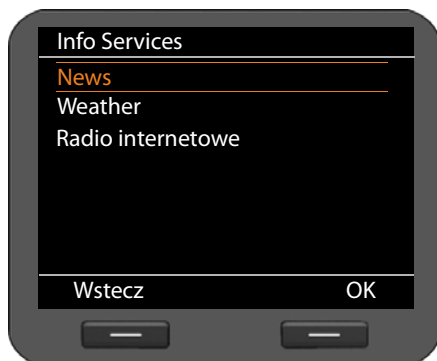 Info Services
News
Weather
Radio internetowe
Wstecz OK